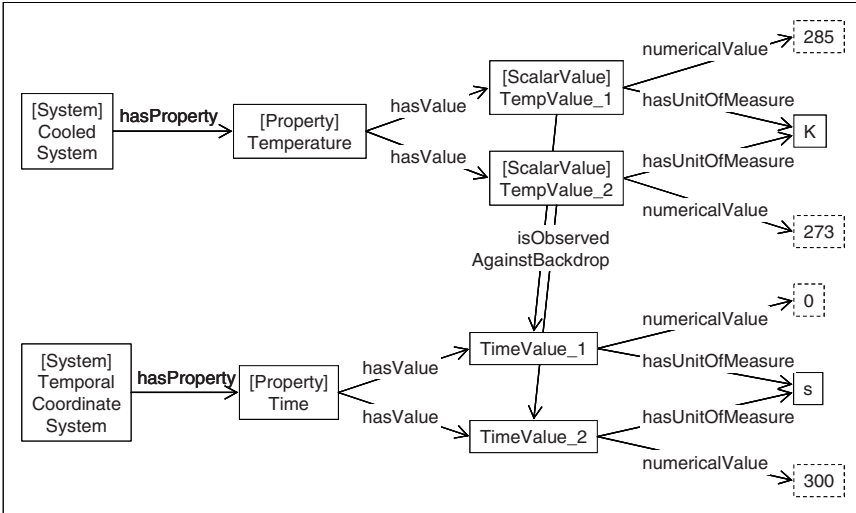 285
numericalValue
[ScalarValue]
TempValue_1
hasUnitOfMeasure
[System]
Cooled
System
hasProperty
[Property]
Temperature
hasValue
hasValue
K
[ScalarValue]
TempValue_2
hasUnitOfMeasure
numericalValue
273
isObserved
AgainstBackdrop
0
numericalValue
TimeValue_1
hasUnitOfMeasure
[System]
Temporal
Coordinate
System
hasProperty
[Property]
Time
hasValue
hasValue
s
TimeValue_2
hasUnitOfMeasure
numericalValue
300